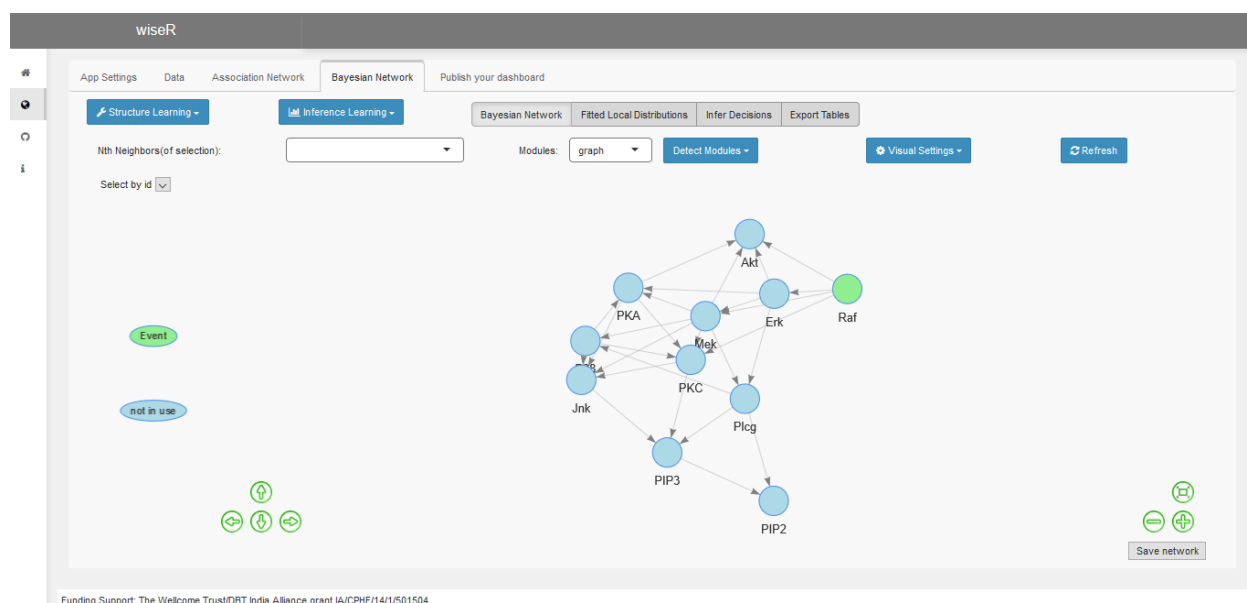 wiseR
App Settings Data Association Network Bayesian Network Publish your dashboard
Structure Learning Inference Learning Bayesian Network Fitted Local Distributions Infer Decisions Export Tables
Nth Neighbors(of selection): Modules: graph Detect Modules Visual Settings Refresh
Select by id
Akt
PKA
Erk
Raf
Event
Mek
PKC
not in use
Jnk
Plcg
PIP3
PIP2
Save network
Funding Support: The Wellcome Trust/DBT India Alliance grant IA/CPHE/14/1/501504